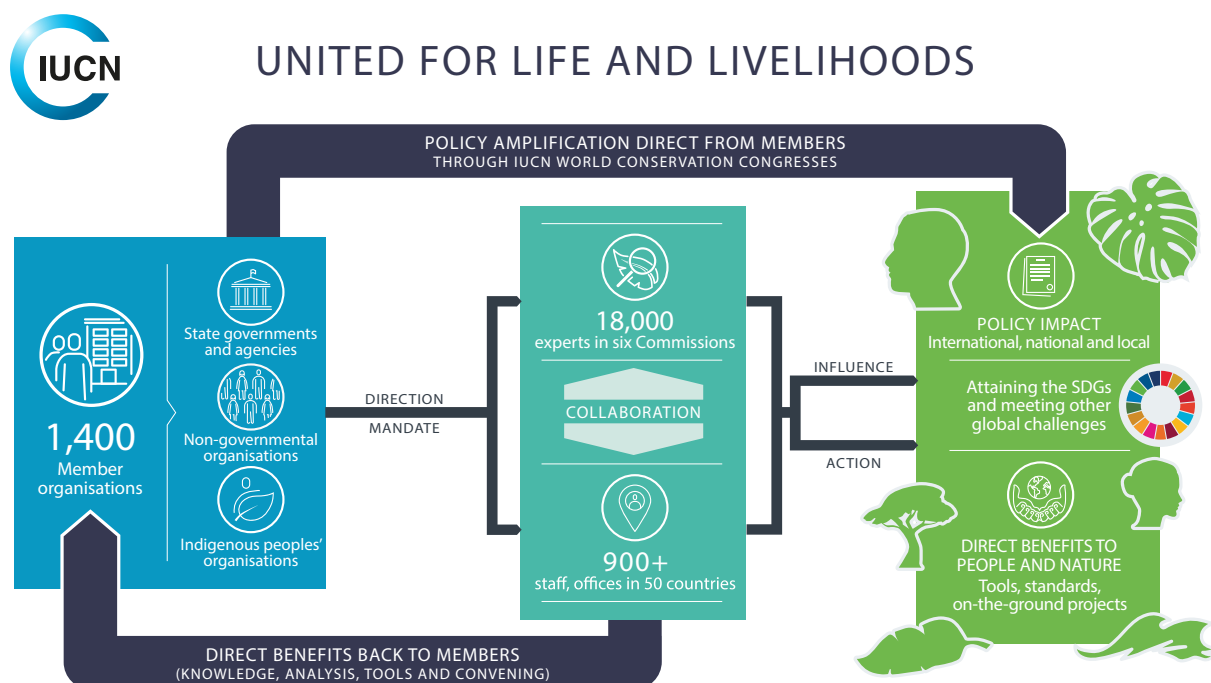 IUCN
UNITED FOR LIFE AND LIVELIHOODS
POLICY AMPLIFICATION DIRECT FROM MEMBERS
THROUGH IUCN WORLD CONSERVATION CONGRESSES
1,400
Member
organisations
State governments
and agencies
Non-governmental
organisations
Indigenous peoples'
organisations
DIRECTION
MANDATE
18,000
experts in six Commissions
COLLABORATION
900+
staff, offices in 50 countries
INFLUENCE
ACTION
POLICY IMPACT
International, national and local
Attaining the SDGs
and meeting other
global challenges
DIRECT BENEFITS TO
PEOPLE AND NATURE
Tools, standards,
on-the-ground projects
DIRECT BENEFITS BACK TO MEMBERS
(KNOWLEDGE, ANALYSIS, TOOLS AND CONVENING)